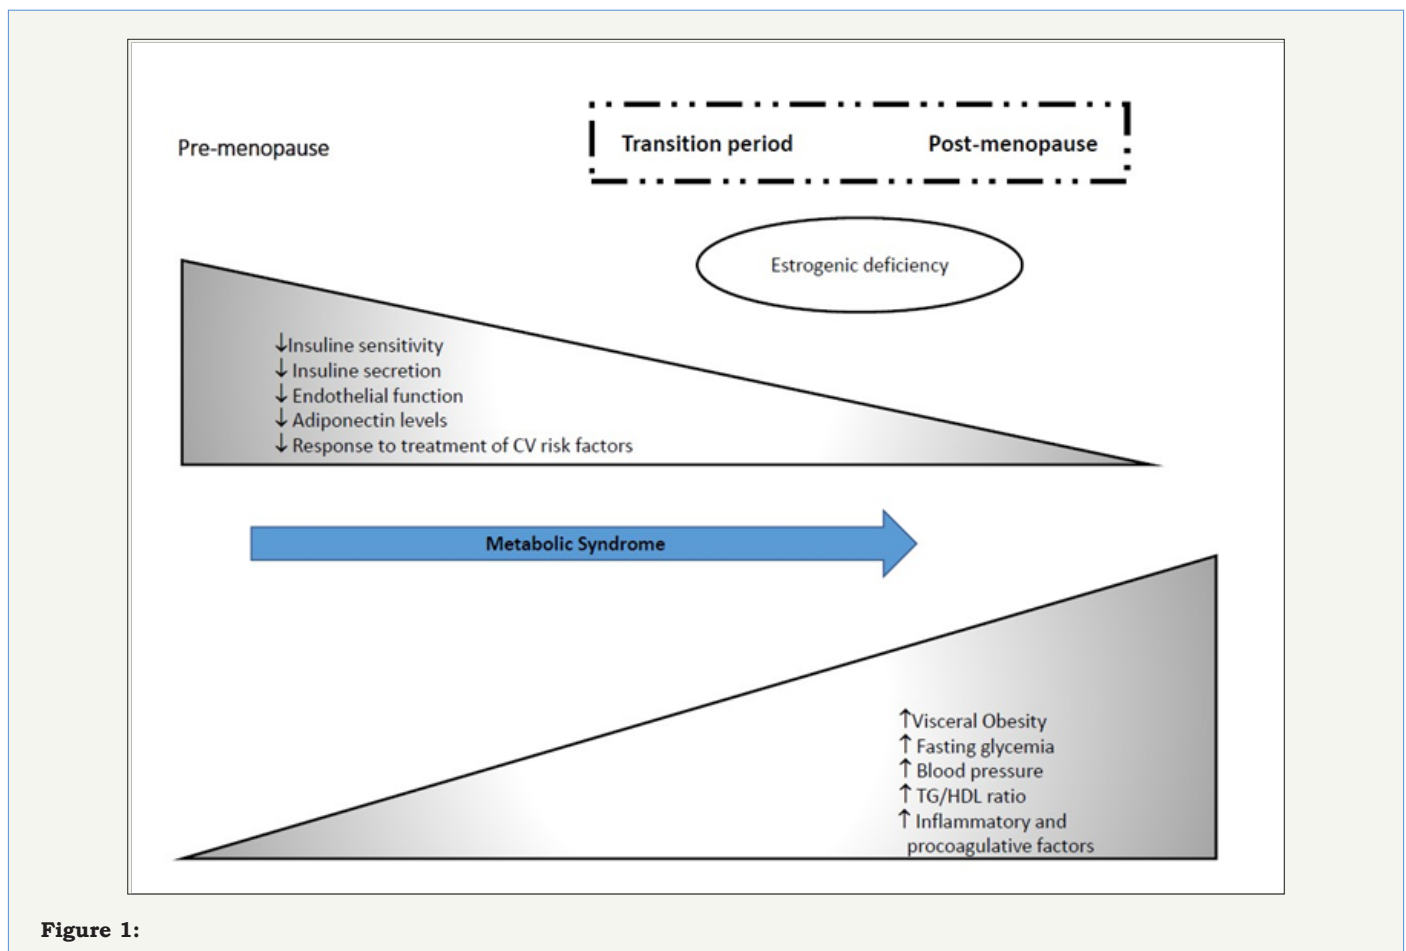 Pre-menopause
Transition period
Post-menopause
Estrogenic deficiency
↓Insuline sensitivity
↓ Insuline secretion
↓ Endothelial function
↓ Adiponectin levels
↓ Response to treatment of CV risk factors
Metabolic Syndrome
↑Visceral Obesity
↑ Fasting glycemia
↑ Blood pressure
↑ TG/HDL ratio
↑ Inflammatory and
procoagulative factors
Figure 1: